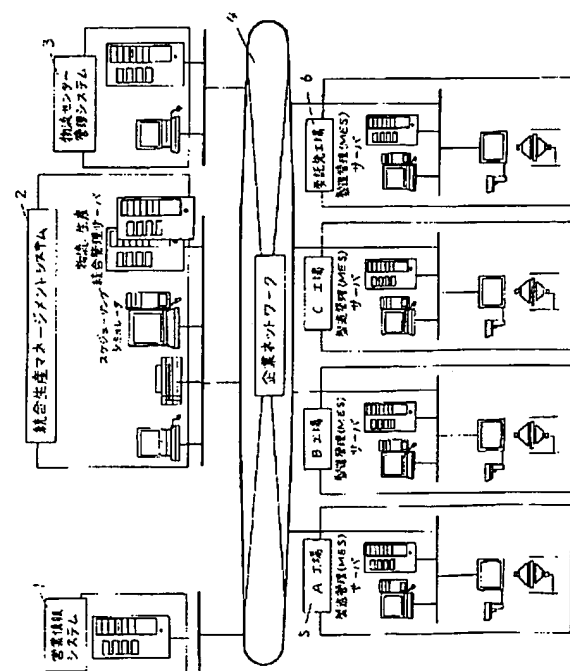 1
営業情報
システム
2
統合生産マネージメントシステム
スケジューリング
シミュレータ
物流・生産
統合管理サーバ
3
物流センター
管理システム
4
企業ネットワーク
5
A 工場
製造管理(MES)
サーバ
B 工場
製造管理(MES)
サーバ
C 工場
製造管理(MES)
サーバ
6
委託先工場
製造管理(MES)
サーバ